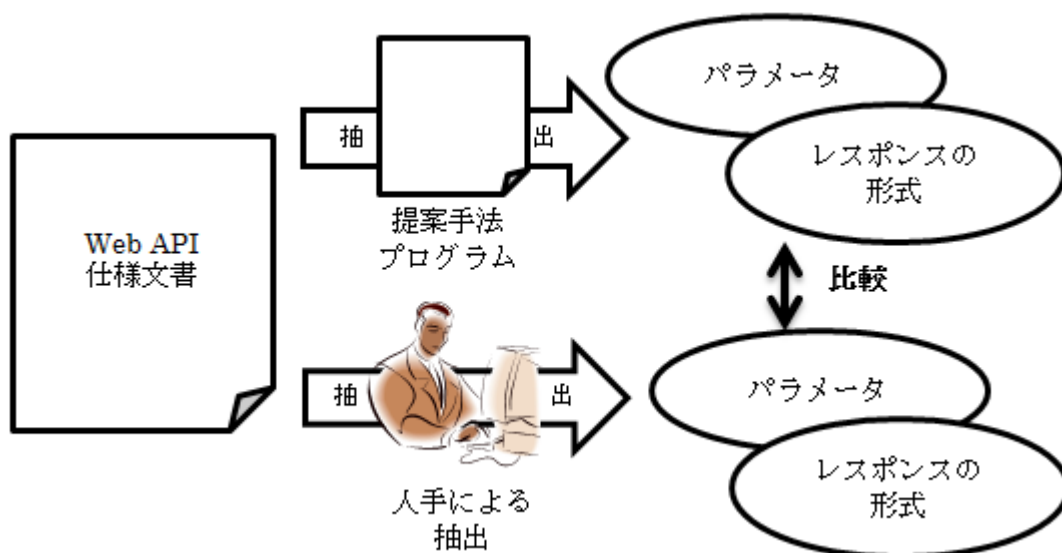 Web API
仕様文書
抽
出
提案手法
プログラム
パラメータ
レスポンスの
形式
比較
抽
出
人手による
抽出
パラメータ
レスポンスの
形式